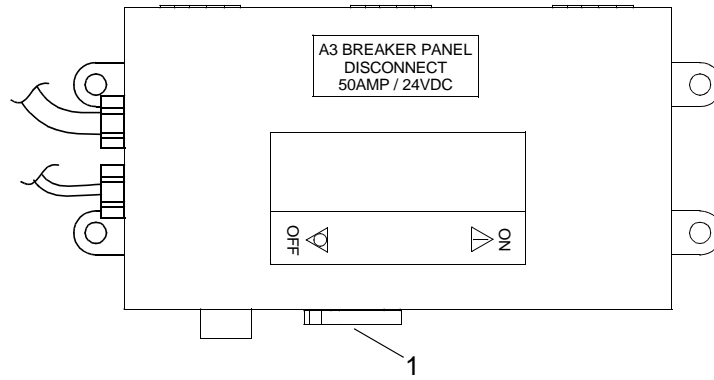 A3 BREAKER PANEL
DISCONNECT
50AMP / 24VDC
OFF
ON
1